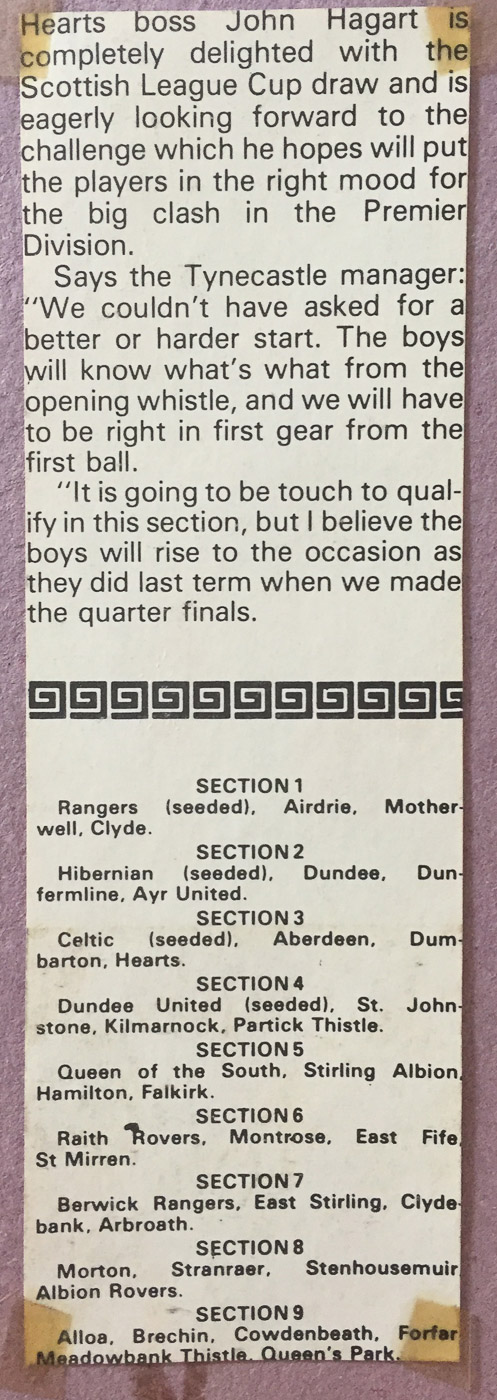 Hearts boss John Hagart is
completely delighted with the
Scottish League Cup draw and is
eagerly looking forward to the
challenge which he hopes will put
the players in the right mood for
the big clash in the Premier
Division.
Says the Tynecastle manager:
"We couldn't have asked for a
better or harder start. The boys
will know what's what from the
opening whistle, and we will have
to be right in first gear from the
first ball.
"It is going to be touch to qual-
ify in this section, but I believe the
boys will rise to the occasion as
they did last term when we made
the quarter finals.
SECTION 1
Rangers (seeded), Airdrie, Mother-
well, Clyde.
SECTION 2
Hibernian (seeded), Dundee, Dun-
fermline, Ayr United.
SECTION 3
Celtic (seeded), Aberdeen, Dum-
barton, Hearts.
SECTION 4
Dundee United (seeded), St. John-
stone, Kilmarnock, Partick Thistle.
SECTION 5
Queen of the South, Stirling Albion,
Hamilton, Falkirk.
SECTION 6
Raith Rovers, Montrose, East Fife,
St Mirren.
SECTION 7
Berwick Rangers, East Stirling, Clyde-
bank, Arbroath.
SECTION 8
Morton, Stranraer, Stenhousemuir
Albion Rovers.
SECTION 9
Alloa, Brechin, Cowdenbeath, Forfar
Meadowbank Thistle, Queen's Park.